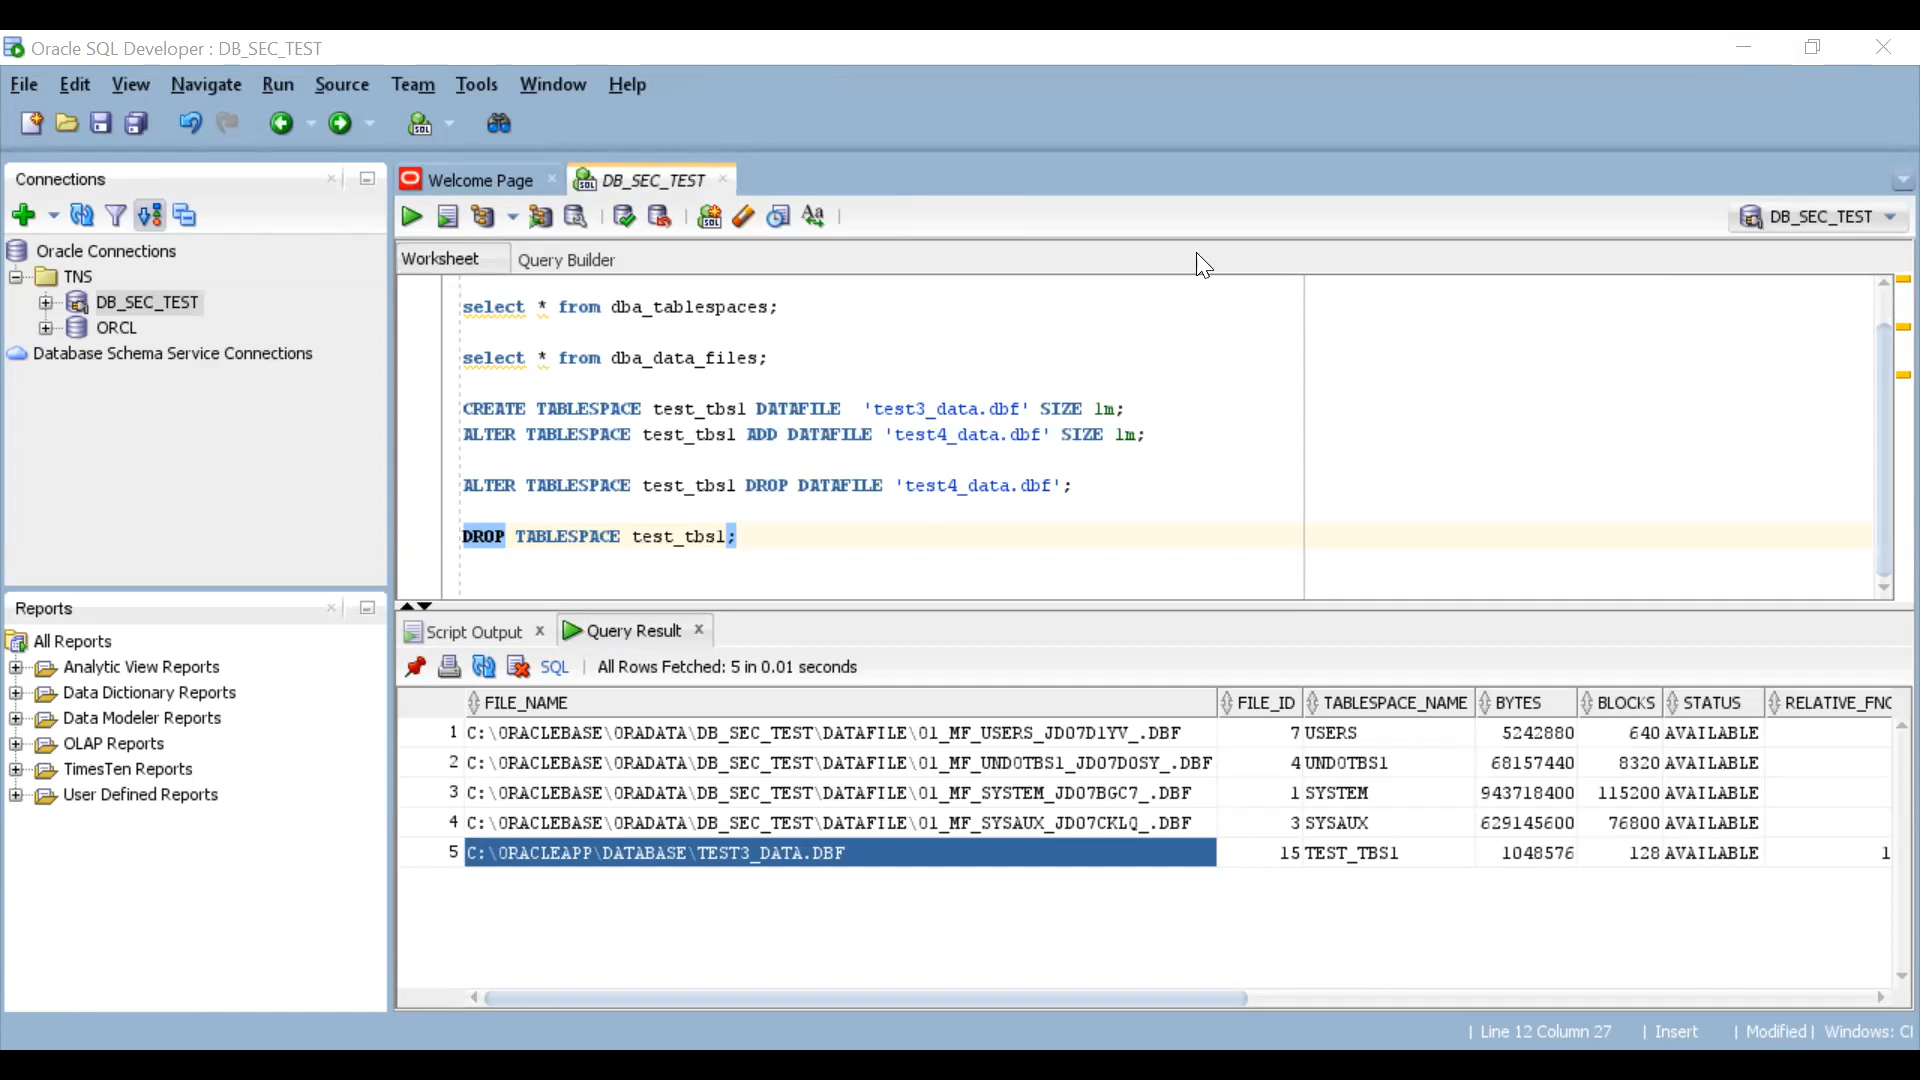 Oracle SQL Developer : DB_SEC_TEST
File Edit View Navigate Run Source Team Tools Window Help
Connections
Oracle Connections
TNS
DB_SEC_TEST
ORCL
Database Schema Service Connections
Reports
All Reports
Analytic View Reports
Data Dictionary Reports
Data Modeler Reports
OLAP Reports
TimesTen Reports
User Defined Reports
Welcome Page DB_SEC_TEST
DB_SEC_TEST
Worksheet Query Builder
select * from dba_tablespaces;
select * from dba_data_files;
CREATE TABLESPACE test_tbs1 DATAFILE 'test3_data.dbf' SIZE 1m;
ALTER TABLESPACE test_tbs1 ADD DATAFILE 'test4_data.dbf' SIZE 1m;
ALTER TABLESPACE test_tbs1 DROP DATAFILE 'test4_data.dbf';
DROP TABLESPACE test_tbs1;
Script Output Query Result
SQL All Rows Fetched: 5 in 0.01 seconds
FILE_NAME FILE_ID TABLESPACE_NAME BYTES BLOCKS STATUS RELATIVE_FNO
1 C:\ORACLEBASE\ORADATA\DB_SEC_TEST\DATAFILE\O1_MF_USERS_JD07D1YV_.DBF 7 USERS 5242880 640 AVAILABLE
2 C:\ORACLEBASE\ORADATA\DB_SEC_TEST\DATAFILE\O1_MF_UNDOTBS1_JD07D0SY_.DBF 4 UNDOTBS1 68157440 8320 AVAILABLE
3 C:\ORACLEBASE\ORADATA\DB_SEC_TEST\DATAFILE\O1_MF_SYSTEM_JD07BGC7_.DBF 1 SYSTEM 943718400 115200 AVAILABLE
4 C:\ORACLEBASE\ORADATA\DB_SEC_TEST\DATAFILE\O1_MF_SYSAUX_JD07CKLQ_.DBF 3 SYSAUX 629145600 76800 AVAILABLE
5 C:\ORACLEAPP\DATABASE\TEST3_DATA.DBF 15 TEST_TBS1 1048576 128 AVAILABLE 1
Line 12 Column 27 | Insert | Modified | Windows: Cl